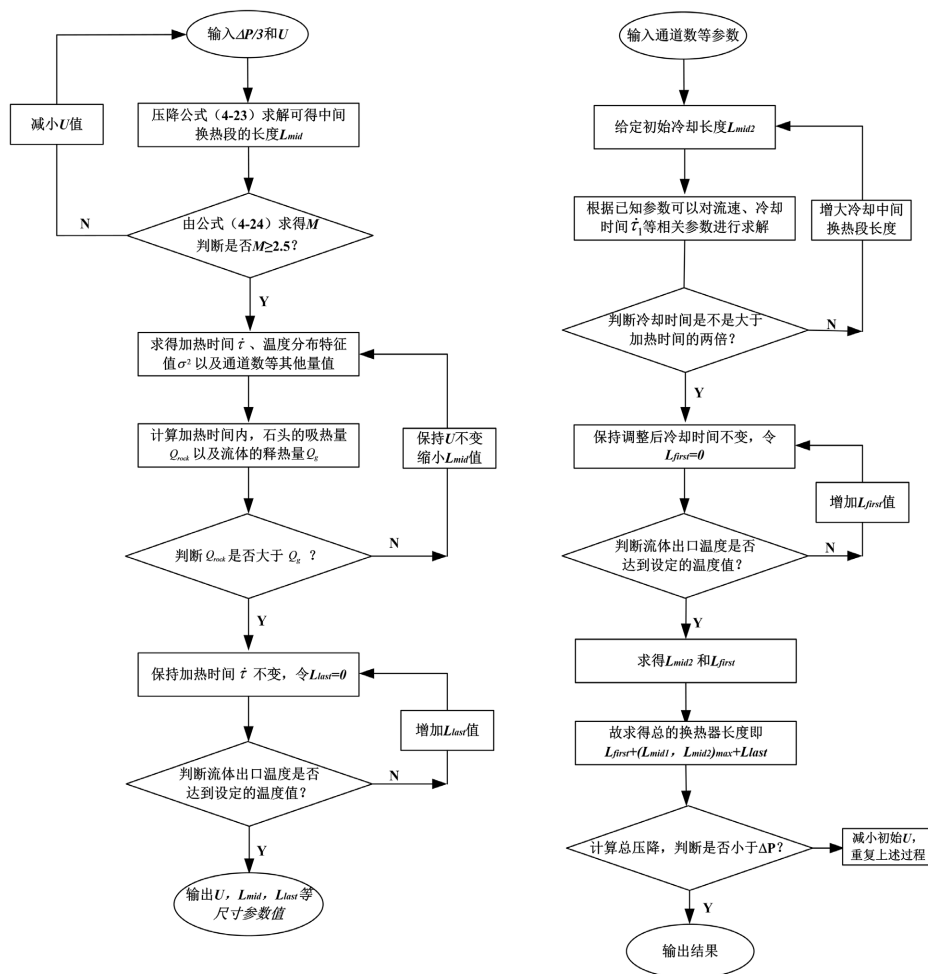 输入ΔP/3和U
减小U值
压降公式（4-23）求解可得中间
换热段的长度Lmid
N
由公式（4-24）求得M
判断是否M≥2.5？
Y
求得加热时间 τ̇ 、温度分布特征
值σ² 以及通道数等其他量值
计算加热时间内，石头的吸热量
Qrock 以及流体的释热量Qg
保持U不变
缩小Lmid值
判断 Qrock 是否大于 Qg ？
N
Y
保持加热时间 τ̇ 不变，令Llast=0
增加Llast值
判断流体出口温度是否
达到设定的温度值？
N
Y
输出U，Lmid，Llast等
尺寸参数值
输入通道数等参数
给定初始冷却长度Lmid2
根据已知参数可以对流速、冷却
时间 τ̇1 等相关参数进行求解
增大冷却中间
换热段长度
判断冷却时间是不是大于
加热时间的两倍？
N
Y
保持调整后冷却时间不变，令
Lfirst=0
增加Lfirst值
判断流体出口温度是否
达到设定的温度值？
N
Y
求得Lmid2 和Lfirst
故求得总的换热器长度即
Lfirst+(Lmid1，Lmid2)max+Llast
计算总压降，判断是否小于ΔP？
减小初始U，
重复上述过程
Y
输出结果